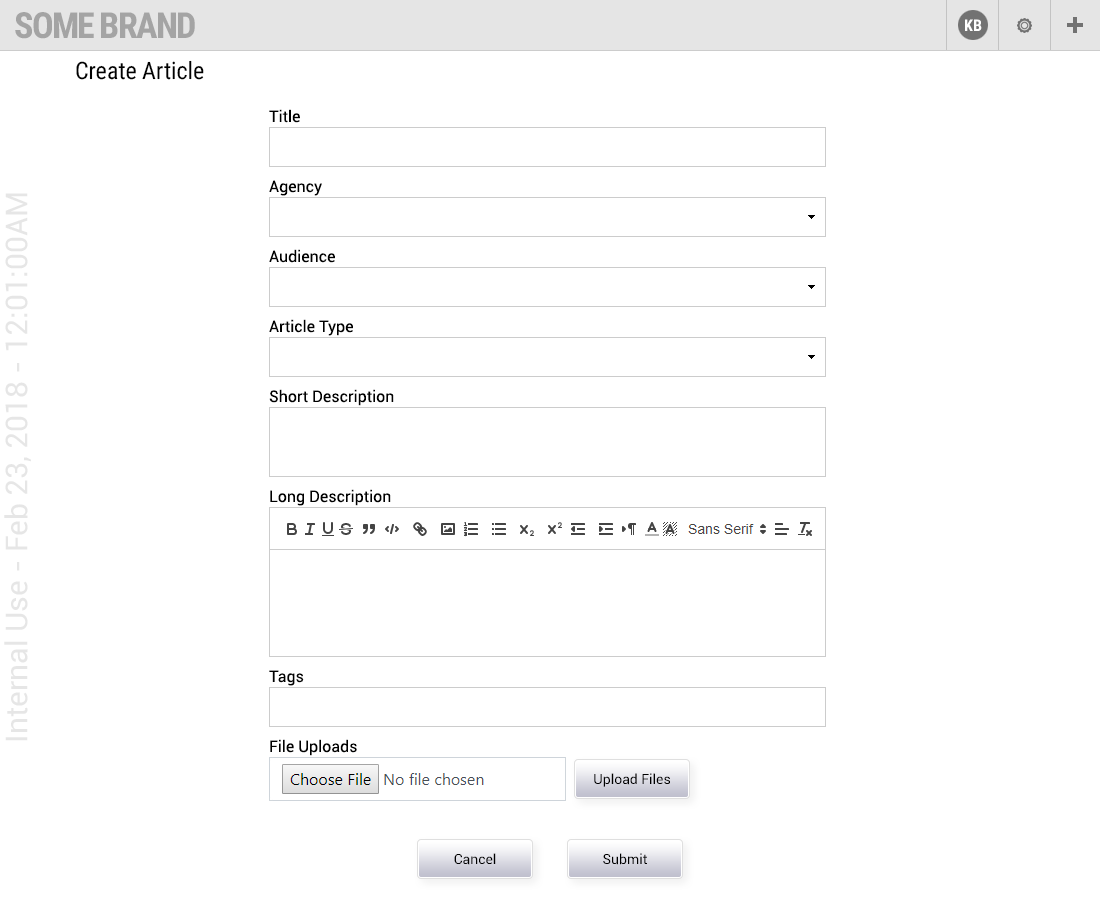 SOME BRAND
KB
Create Article
Title
Agency
Audience
Article Type
Short Description
Long Description
Sans Serif
Tags
File Uploads
Choose File No file chosen
Upload Files
Cancel
Submit
Internal Use - Feb 23, 2018 - 12:01:00AM